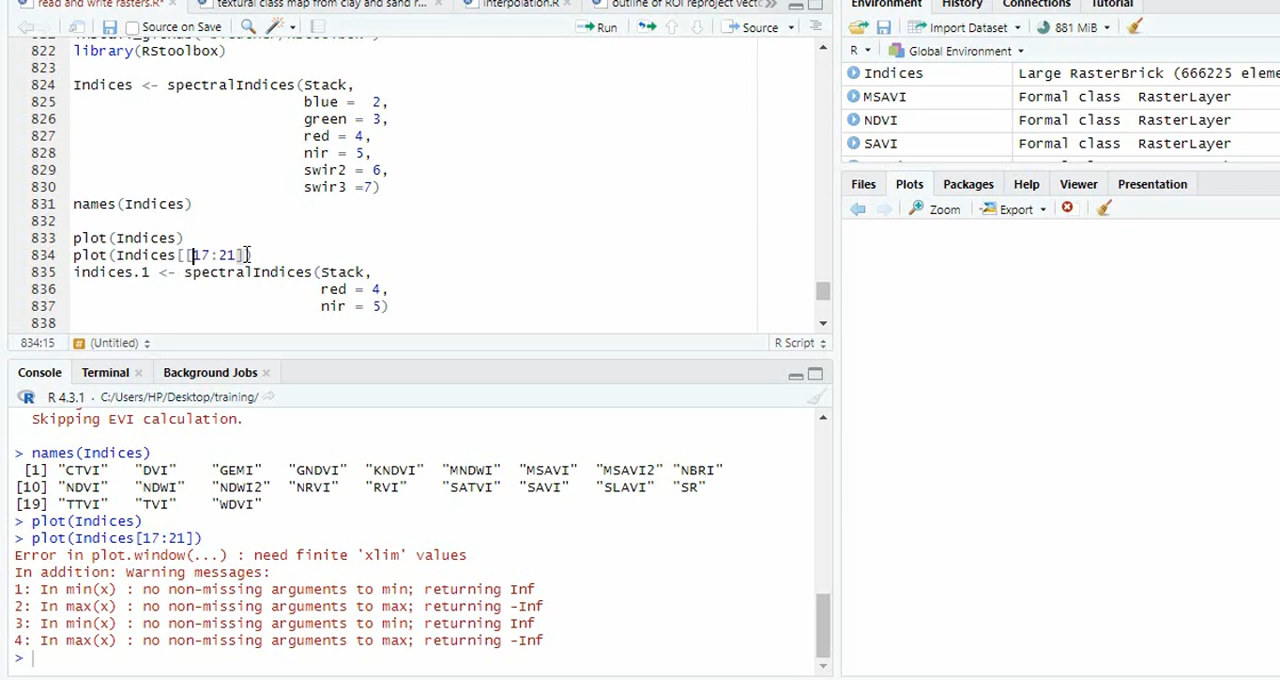 read and write rasters.R*
textural class map from clay and sand r...
interpolation.R
outline of ROI reproject vect
Source on Save
Run
Source
822 library(RStoolbox)
823
824 Indices <- spectralIndices(Stack,
825 blue = 2,
826 green = 3,
827 red = 4,
828 nir = 5,
829 swir2 = 6,
830 swir3 =7)
831 names(Indices)
832
833 plot(Indices)
834 plot(Indices[[17:21])
835 indices.1 <- spectralIndices(Stack,
836 red = 4,
837 nir = 5)
838
834:15 # (Untitled) R Script
Console Terminal Background Jobs
R 4.3.1 · C:/Users/HP/Desktop/training/
Skipping EVI calculation.
> names(Indices)
[1] "CTVI" "DVI" "GEMI" "GNDVI" "KNDVI" "MNDWI" "MSAVI" "MSAVI2" "NBRI"
[10] "NDVI" "NDWI" "NDWI2" "NRVI" "RVI" "SATVI" "SAVI" "SLAVI" "SR"
[19] "TTVI" "TVI" "WDVI"
> plot(Indices)
> plot(Indices[17:21])
Error in plot.window(...) : need finite 'xlim' values
In addition: Warning messages:
1: In min(x) : no non-missing arguments to min; returning Inf
2: In max(x) : no non-missing arguments to max; returning -Inf
3: In min(x) : no non-missing arguments to min; returning Inf
4: In max(x) : no non-missing arguments to max; returning -Inf
>
Environment History Connections Tutorial
Import Dataset 881 MiB
R Global Environment
Indices Large RasterBrick (666225 eleme
MSAVI Formal class RasterLayer
NDVI Formal class RasterLayer
SAVI Formal class RasterLayer
Files Plots Packages Help Viewer Presentation
Zoom Export